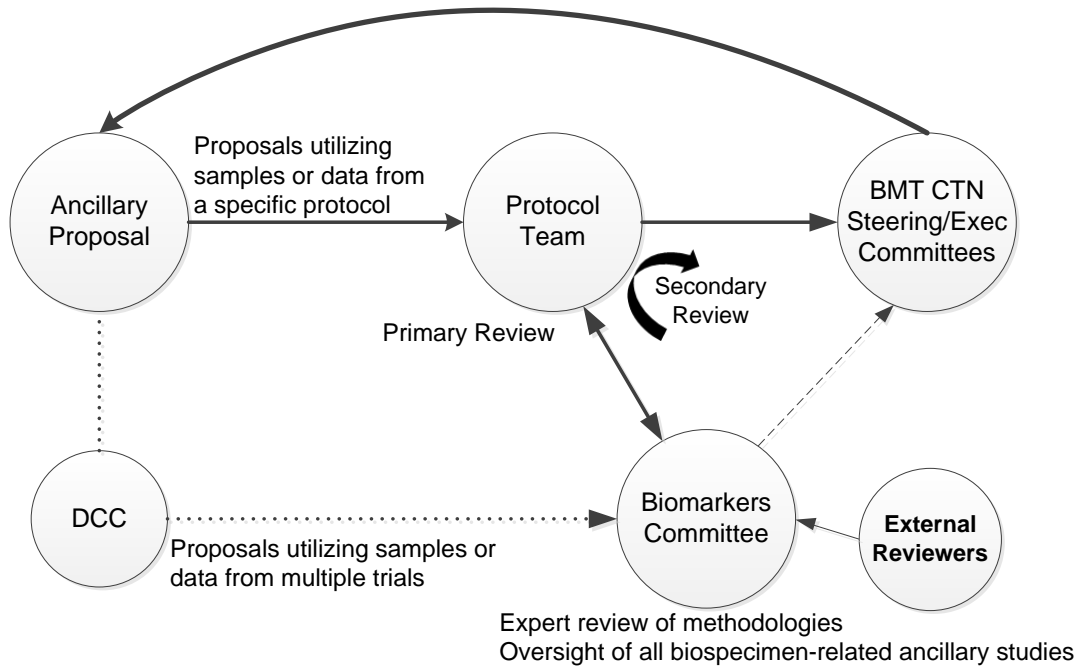 Ancillary
Proposal
Proposals utilizing
samples or data from
a specific protocol
Protocol
Team
BMT CTN
Steering/Exec
Committees
Secondary
Review
Primary Review
DCC
Proposals utilizing samples or
data from multiple trials
Biomarkers
Committee
External
Reviewers
Expert review of methodologies
Oversight of all biospecimen-related ancillary studies